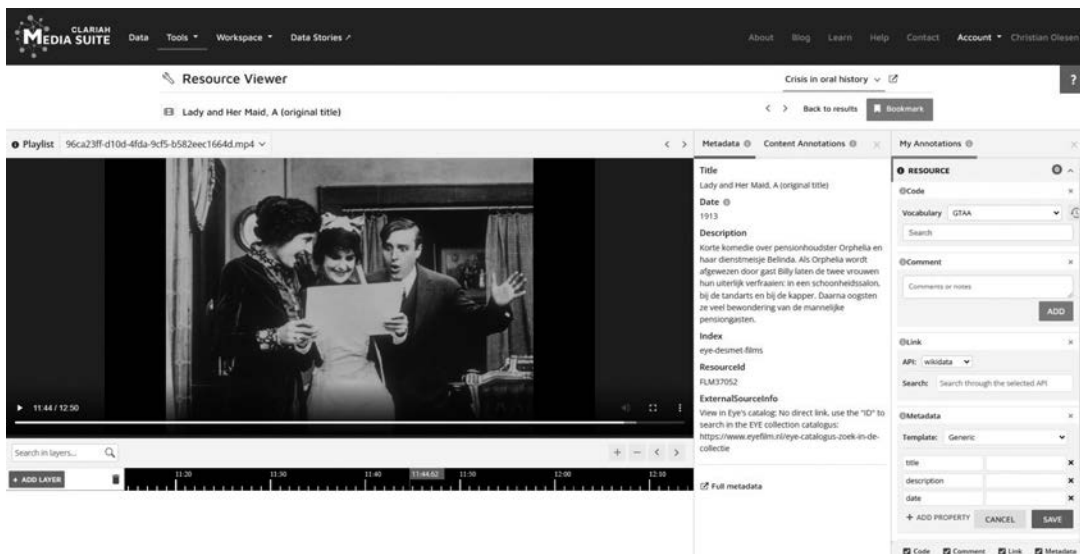 CLARIAH
MEDIA SUITE
Data Tools Workspace Data Stories
About Blog Learn Help Contact Account Christian Olesen
Resource Viewer
Crisis in oral history
?
Lady and Her Maid, A (original title)
< > Back to results Bookmark
Playlist 96ca23ff-d10d-4fda-9cf5-b582eec1664d.mp4
< >
11:44 / 12:50
Search in layers...
+ - < >
+ ADD LAYER
11:20 11:30 11:40 11:44.62 11:50 12:00 12:10
Metadata Content Annotations ×
Title
Lady and Her Maid, A (original title)
Date
1913
Description
Korte komedie over pensionhoudster Orphelia en
haar dienstmeisje Belinda. Als Orphelia wordt
afgewezen door gast Billy laten de twee vrouwen
hun uiterlijk verfraaien: in een schoonheidssalon,
bij de tandarts en bij de kapper. Daarna oogsten
ze veel bewondering van de mannelijke
pensiongasten.
Index
eye-desmet-films
ResourceId
FLM37052
ExternalSourceInfo
View in Eye's catalog: No direct link, use the "ID" to
search in the EYE collection catalogus:
https://www.eyefilm.nl/eye-catalogus-zoek-in-de-
collectie
Full metadata
My Annotations ×
RESOURCE
Code ×
Vocabulary GTAA
Search
Comment ×
Comments or notes
ADD
Link ×
API: wikidata
Search: Search through the selected API
Metadata ×
Template: Generic
title ×
description ×
date ×
+ ADD PROPERTY CANCEL SAVE
Code Comment Link Metadata